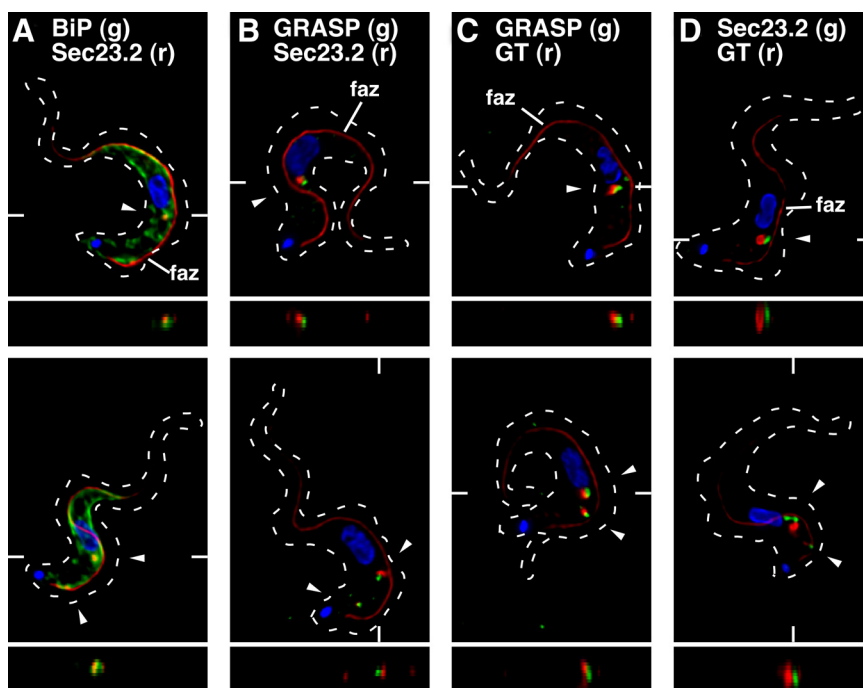 A BiP (g)
Sec23.2 (r)
B GRASP (g)
Sec23.2 (r)
C GRASP (g)
GT (r)
D Sec23.2 (g)
GT (r)
faz
faz
faz
faz